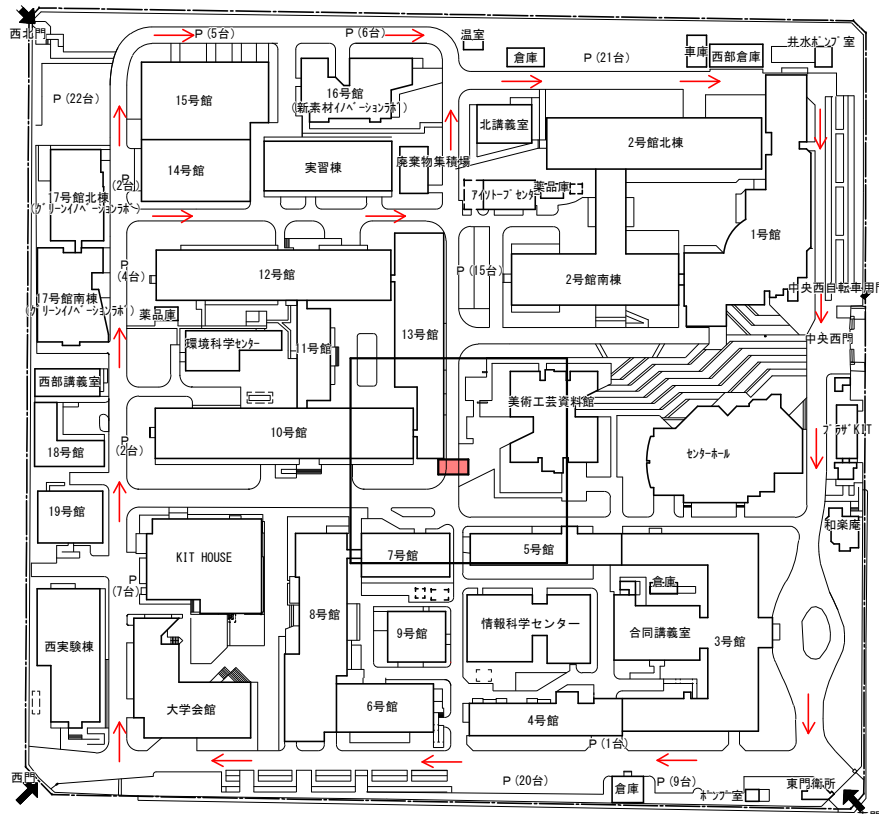 西北門
P (5台)
P (6台)
温室
倉庫
P (21台)
車庫
西部倉庫
井水ポンプ室
P (22台)
15号館
16号館
(新素材イノベーションラボ)
北講義室
2号館北棟
14号館
実習棟
廃棄物集積場
P
(2台)
17号館北棟
(グリーンイノベーションラボ)
アイソトープセンター
薬品庫
1号館
P
(4台)
12号館
P (15台)
2号館南棟
中央西自転車用門
17号館南棟
(グリーンイノベーションラボ)
薬品庫
環境科学センター
11号館
13号館
中央西門
西部講義室
美術工芸資料館
プラザKIT
18号館
P
(2台)
10号館
センターホール
19号館
和楽庵
KIT HOUSE
7号館
5号館
P
(7台)
倉庫
西実験棟
8号館
9号館
情報科学センター
合同講義室
3号館
大学会館
6号館
4号館
P (1台)
西門
P (20台)
倉庫
P (9台)
ポンプ室
東門衛所